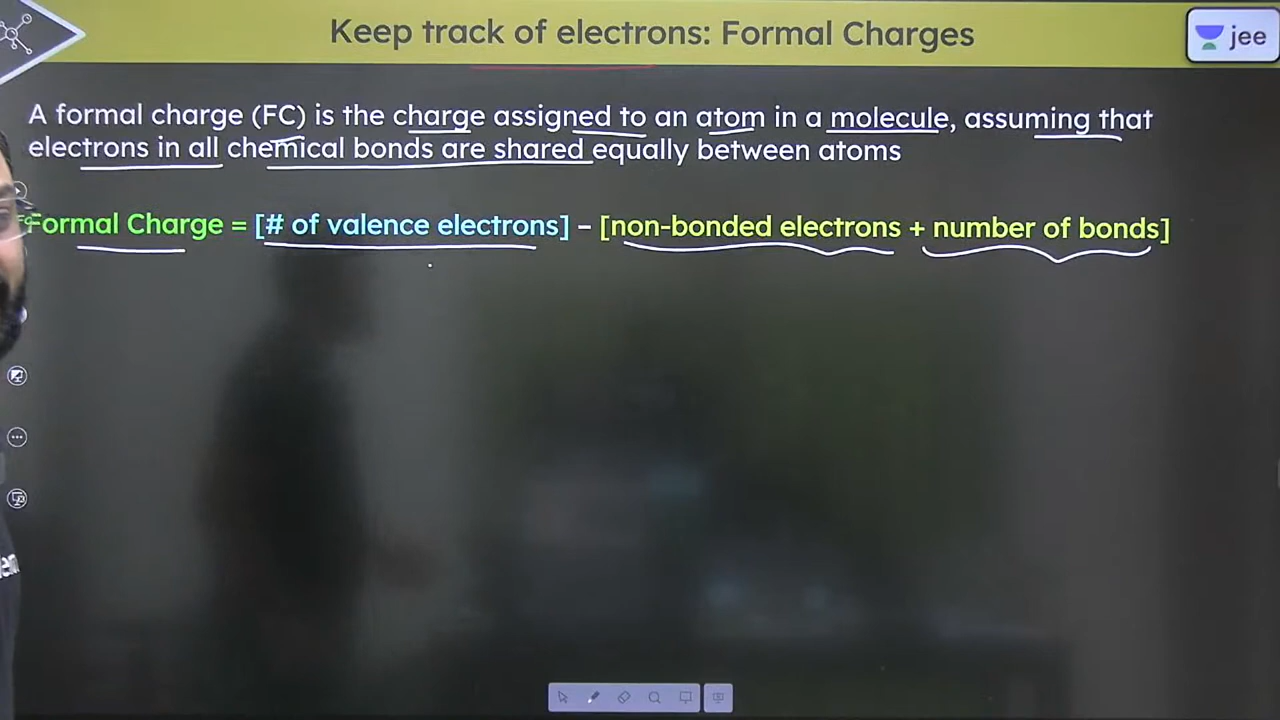 Keep track of electrons: Formal Charges
jee
A formal charge (FC) is the charge assigned to an atom in a molecule, assuming that
electrons in all chemical bonds are shared equally between atoms
Formal Charge = [# of valence electrons] – [non-bonded electrons + number of bonds]